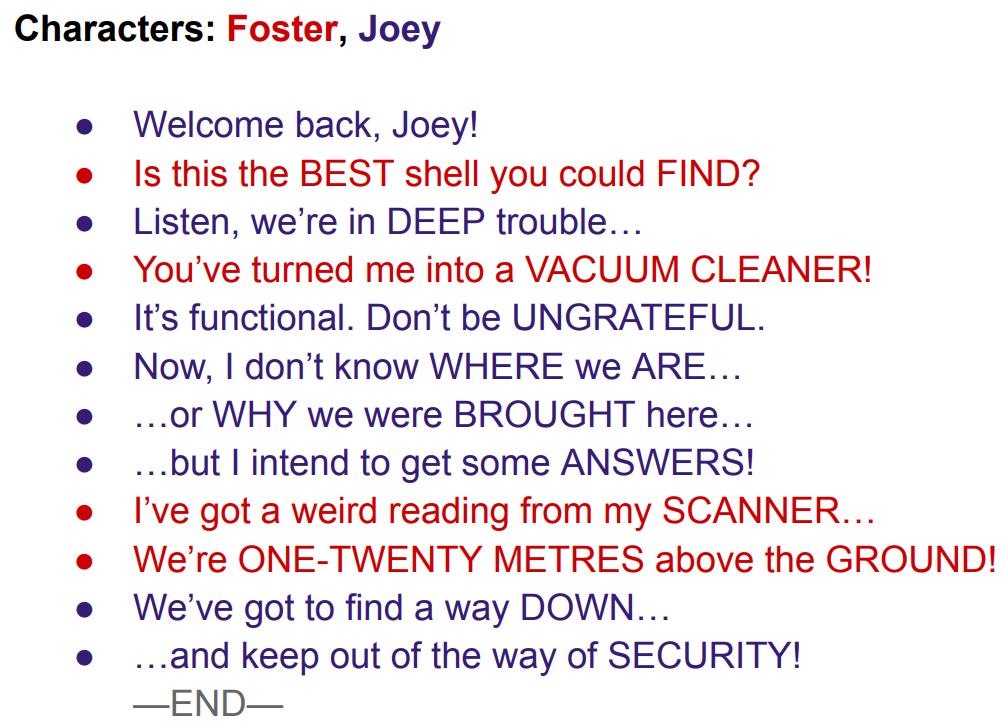 Characters: Foster, Joey
● Welcome back, Joey!
● Is this the BEST shell you could FIND?
● Listen, we’re in DEEP trouble…
● You’ve turned me into a VACUUM CLEANER!
● It’s functional. Don’t be UNGRATEFUL.
● Now, I don’t know WHERE we ARE…
● …or WHY we were BROUGHT here…
● …but I intend to get some ANSWERS!
● I’ve got a weird reading from my SCANNER…
● We’re ONE-TWENTY METRES above the GROUND!
● We’ve got to find a way DOWN…
● …and keep out of the way of SECURITY!
—END—